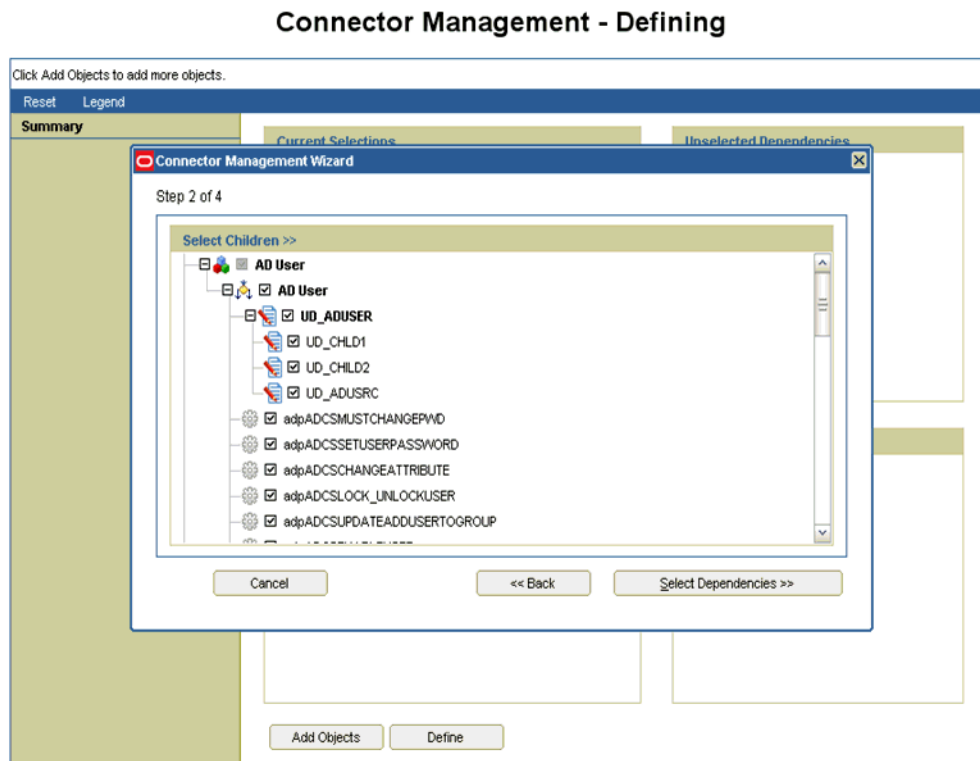 Connector Management - Defining
Click Add Objects to add more objects.
Reset Legend
Summary
Current Selections
Unselected Dependencies
Connector Management Wizard
Step 2 of 4
Select Children >>
AD User
AD User
UD_ADUSER
UD_CHLD1
UD_CHILD2
UD_ADUSRC
adpADCSMUSTCHANGEPWD
adpADCSSETUSERPASSWORD
adpADCSCHANGEATTRIBUTE
adpADCSLOCK_UNLOCKUSER
adpADCSUPDATEADDUSERTOGROUP
Cancel << Back Select Dependencies >>
Add Objects Define